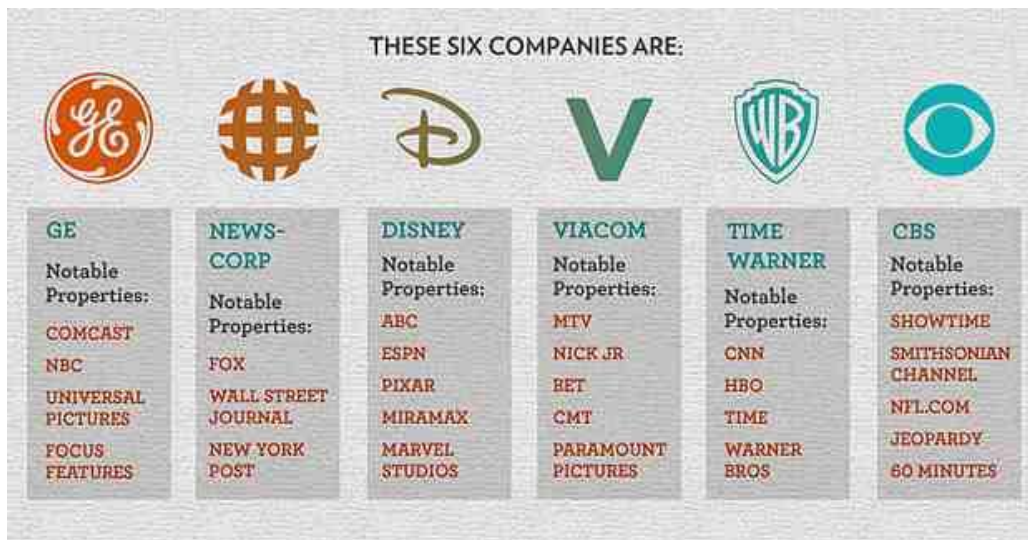 THESE SIX COMPANIES ARE:
GE
V
WB
GE
Notable
Properties:
COMCAST
NBC
UNIVERSAL
PICTURES
FOCUS
FEATURES
NEWS-
CORP
Notable
Properties:
FOX
WALL STREET
JOURNAL
NEW YORK
POST
DISNEY
Notable
Properties:
ABC
ESPN
PIXAR
MIRAMAX
MARVEL
STUDIOS
VIACOM
Notable
Properties:
MTV
NICK JR
BET
CMT
PARAMOUNT
PICTURES
TIME
WARNER
Notable
Properties:
CNN
HBO
TIME
WARNER
BROS
CBS
Notable
Properties:
SHOWTIME
SMITHSONIAN
CHANNEL
NFL.COM
JEOPARDY
60 MINUTES